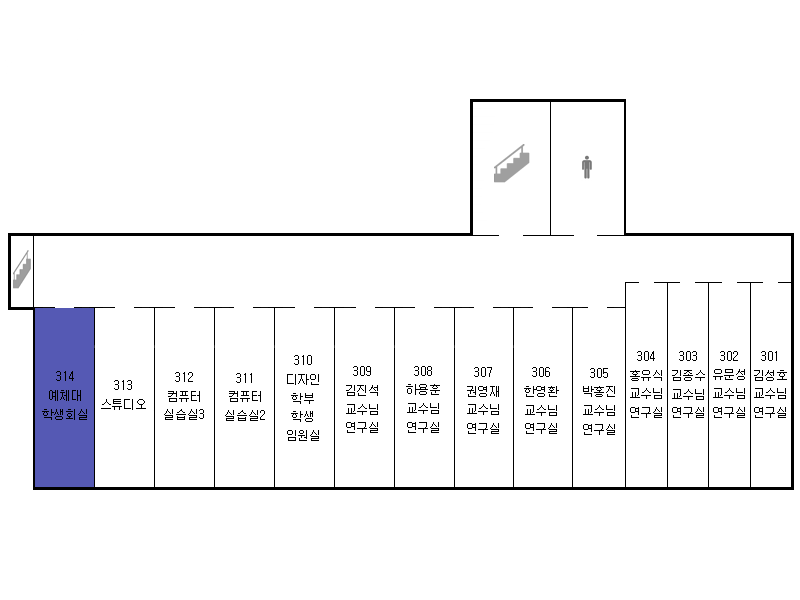 314
예체대
학생회실
313
스튜디오
312
컴퓨터
실습실3
311
컴퓨터
실습실2
310
디자인
학부
학생
임원실
309
김진석
교수님
연구실
308
하용훈
교수님
연구실
307
권영재
교수님
연구실
306
한영환
교수님
연구실
305
박홍진
교수님
연구실
304
홍유식
교수님
연구실
303
김종수
교수님
연구실
302
유문성
교수님
연구실
301
김성호
교수님
연구실